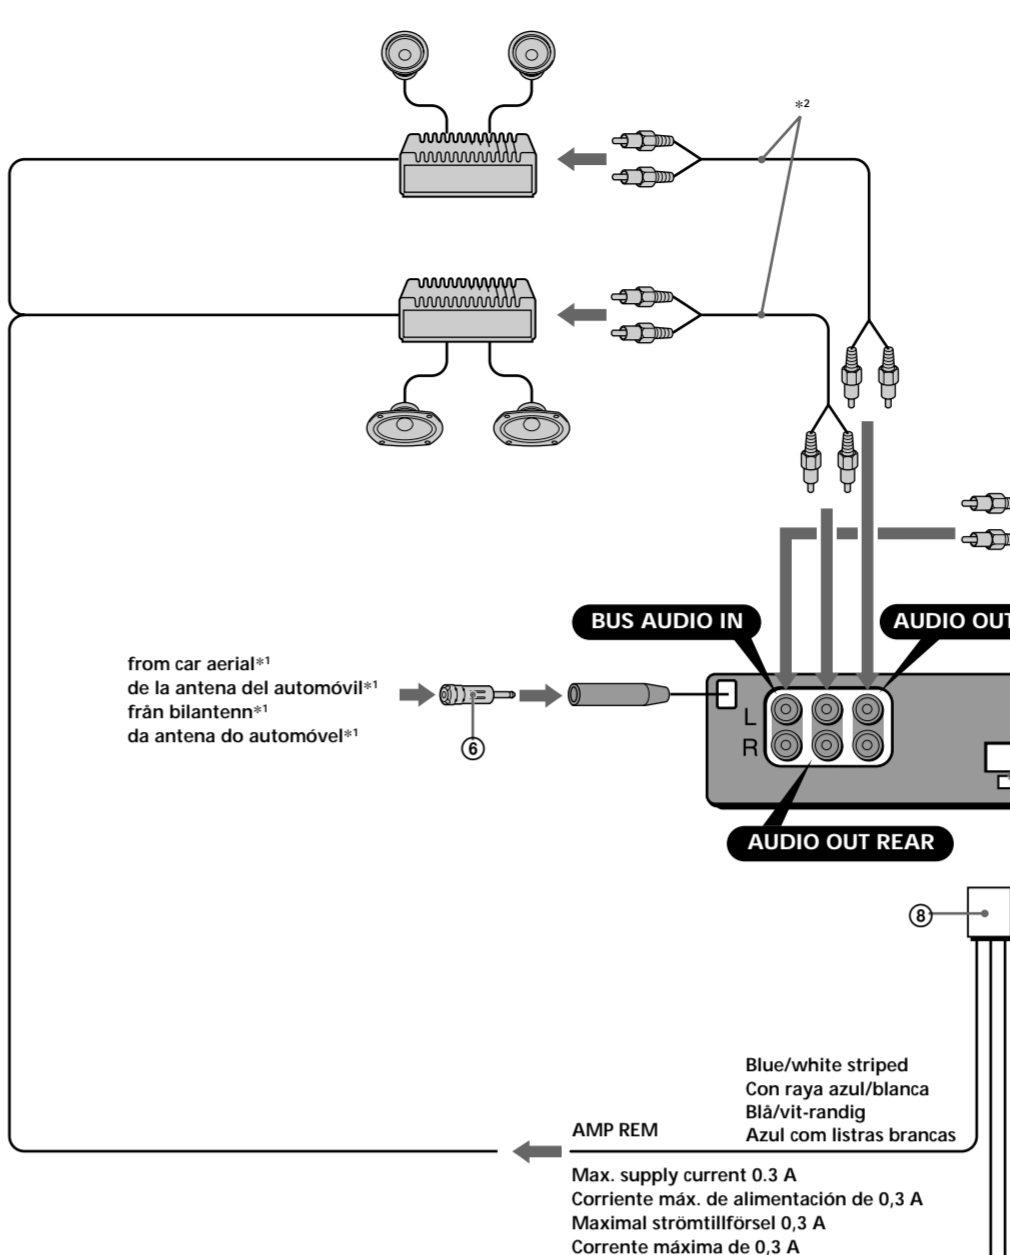 *2
BUS AUDIO IN
AUDIO OUT
from car aerial*1
de la antena del automóvil*1
från bilantenn*1
da antena do automóvel*1
6
L
R
AUDIO OUT REAR
8
Blue/white striped
Con raya azul/blanca
Blå/vit-randig
Azul com listras brancas
AMP REM
Max. supply current 0.3 A
Corriente máx. de alimentación de 0,3 A
Maximal strömtillförsel 0,3 A
Corrente máxima de 0,3 A